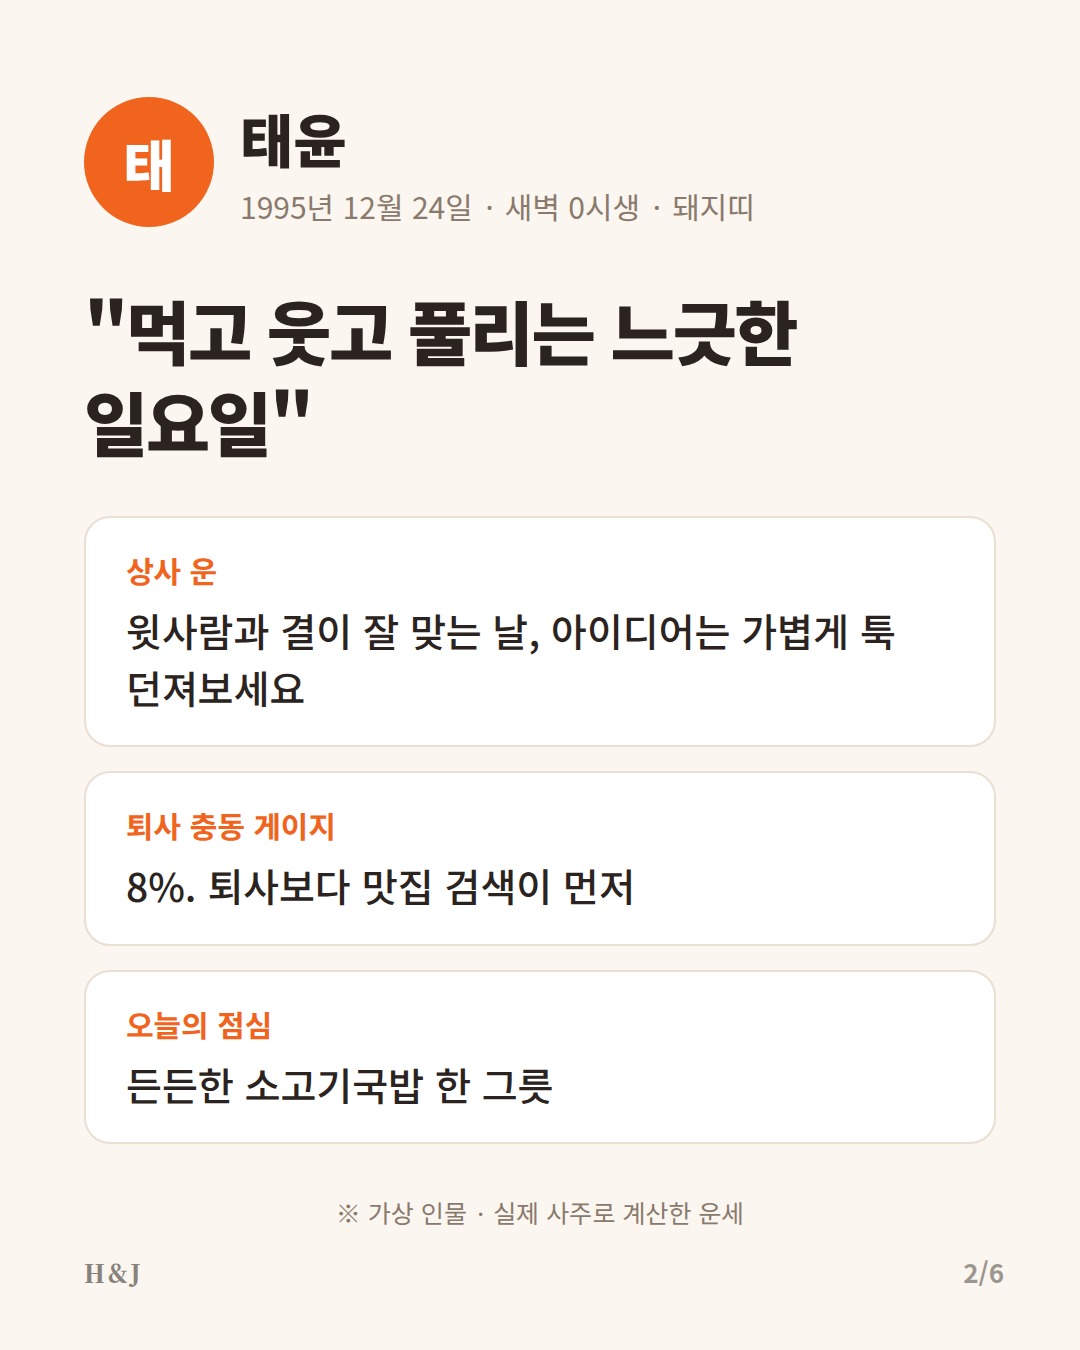 태
태윤
1995년 12월 24일 · 새벽 0시생 · 돼지띠
"먹고 웃고 풀리는 느긋한
일요일"
상사 운
윗사람과 결이 잘 맞는 날, 아이디어는 가볍게 툭
던져보세요
퇴사 충동 게이지
8%. 퇴사보다 맛집 검색이 먼저
오늘의 점심
든든한 소고기국밥 한 그릇
※ 가상 인물 · 실제 사주로 계산한 운세
H&J
2/6